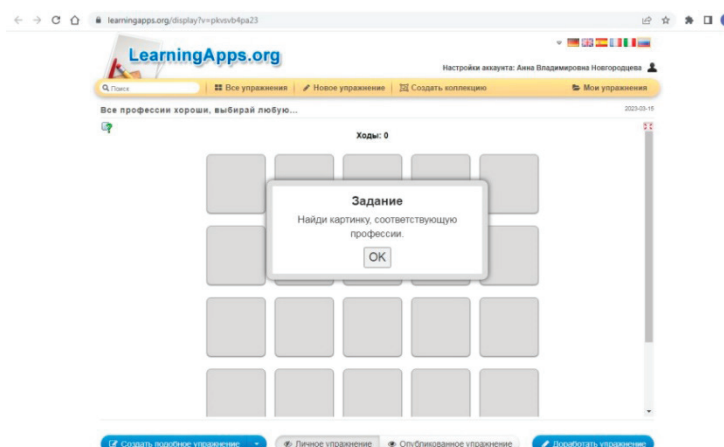 learningapps.org/display?v=pkvsvb4pa23
LearningApps.org
Настройки аккаунта: Анна Владимировна Новгородцева
Поиск
Все упражнения
Новое упражнение
Создать коллекцию
Мои упражнения
Все профессии хороши, выбирай любую...
2023-03-15
Ходы: 0
Задание
Найди картинку, соответствующую
профессии.
OK
Создать подобное упражнение
Личное упражнение
Опубликованное упражнение
Доработать упражнение